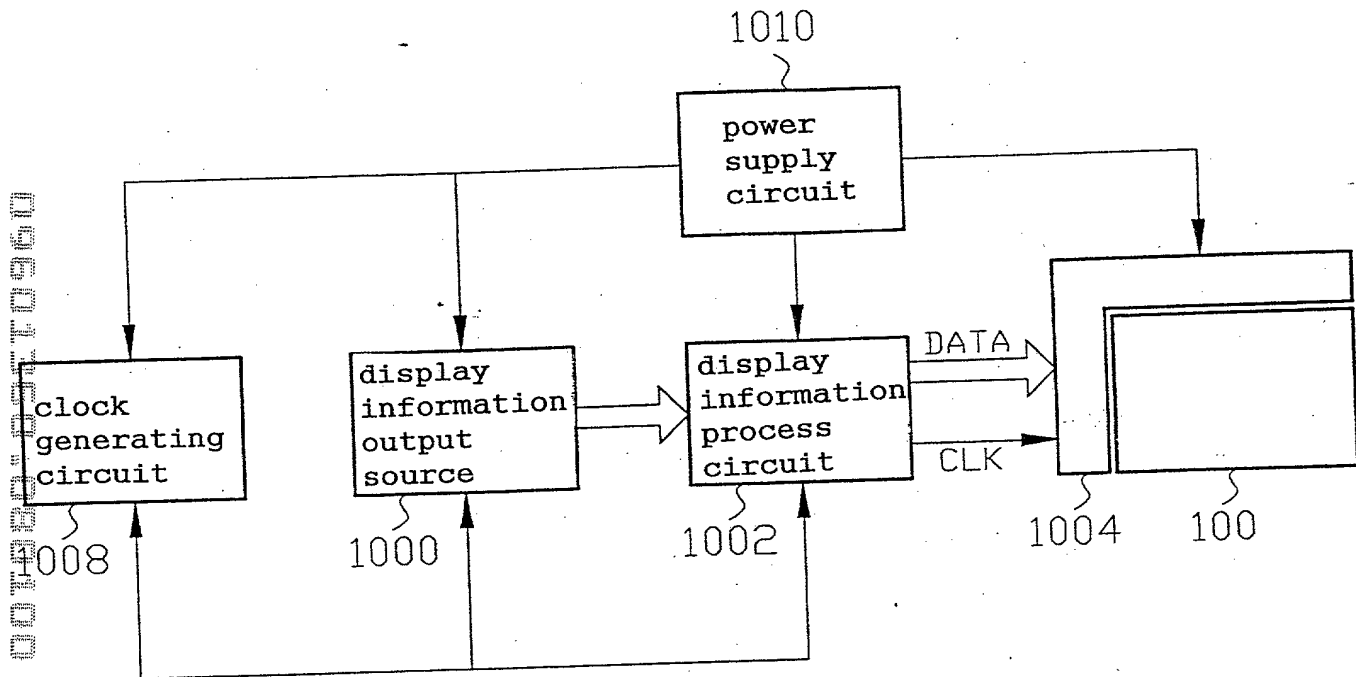 1010
power
supply
circuit
clock
generating
circuit
display
information
output
source
display
information
process
circuit
DATA
CLK
1008
1000
1002
1004
100